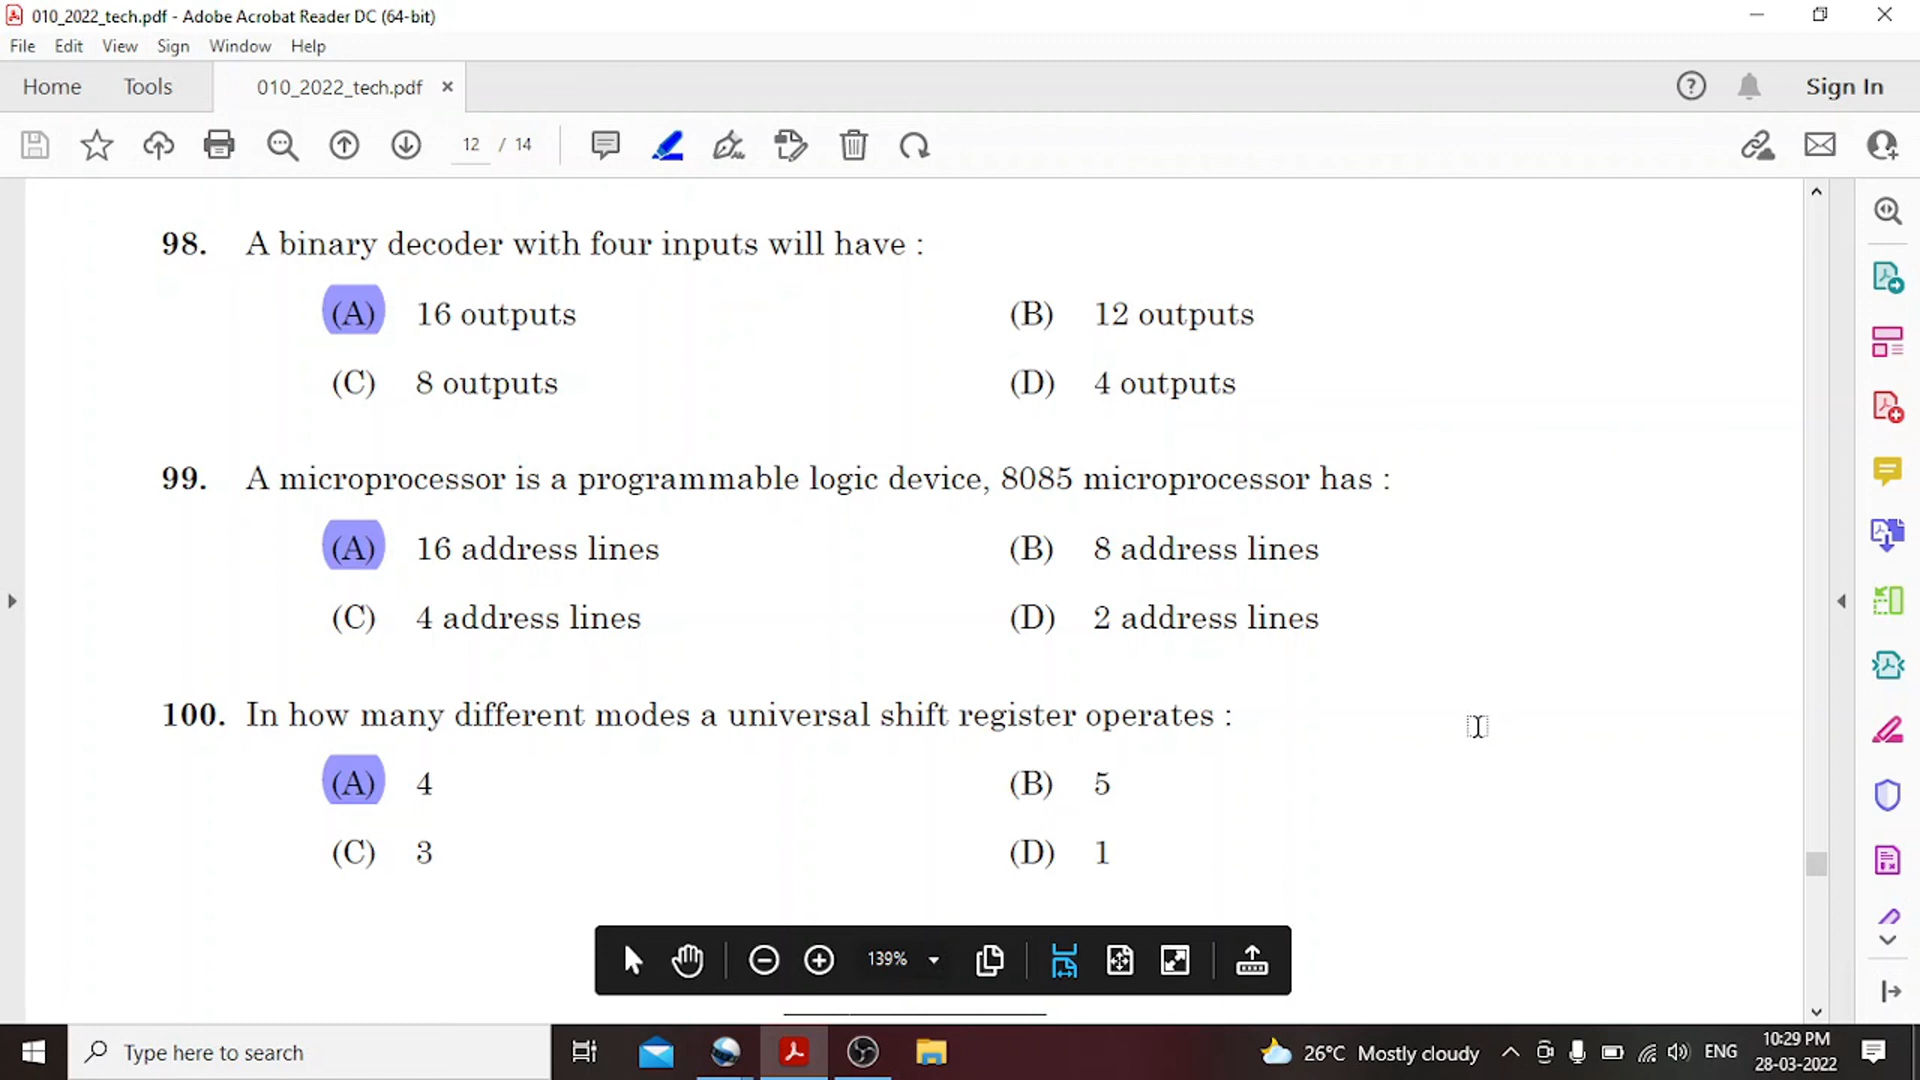 010_2022_tech.pdf - Adobe Acrobat Reader DC (64-bit)
File Edit View Sign Window Help
Home Tools 010_2022_tech.pdf × Sign In
12 / 14
98. A binary decoder with four inputs will have :
(A) 16 outputs (B) 12 outputs
(C) 8 outputs (D) 4 outputs
99. A microprocessor is a programmable logic device, 8085 microprocessor has :
(A) 16 address lines (B) 8 address lines
(C) 4 address lines (D) 2 address lines
100. In how many different modes a universal shift register operates :
(A) 4 (B) 5
(C) 3 (D) 1
139%
Type here to search 26°C Mostly cloudy ENG 10:29 PM
28-03-2022